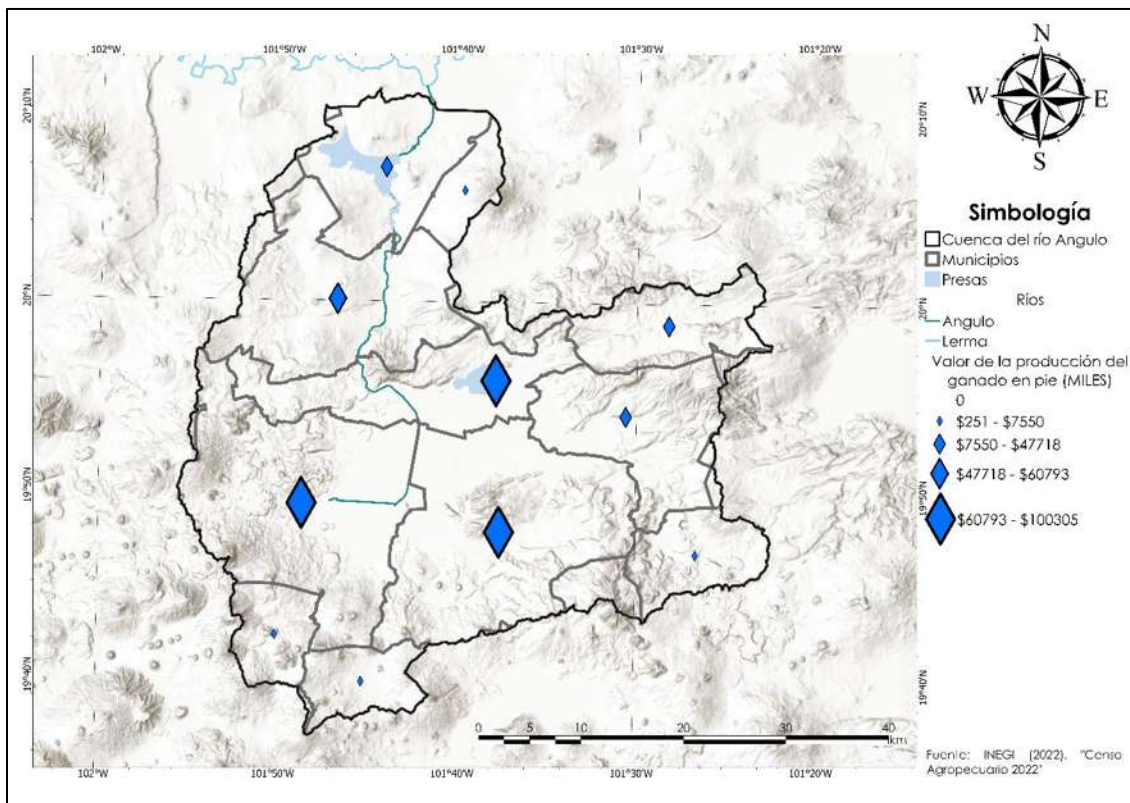 102°W 101°50'W 101°40'W 101°30'W 101°20'W
20°10'N 20°10'N
20°N 20°N
19°50'N 19°50'N
19°40'N 19°40'N
102°W 101°50'W 101°40'W 101°30'W 101°20'W
0 5 10 20 30 40
km
N
W E
S
Simbología
Cuenca del río Angulo
Municipios
Presas
Ríos
Angulo
Lerma
Valor de la producción del
ganado en pie (MILES)
0
$251 - $7550
$7550 - $47718
$47718 - $60793
$60793 - $100305
Fuente: INEGI (2022). "Censo
Agropecuario 2022"